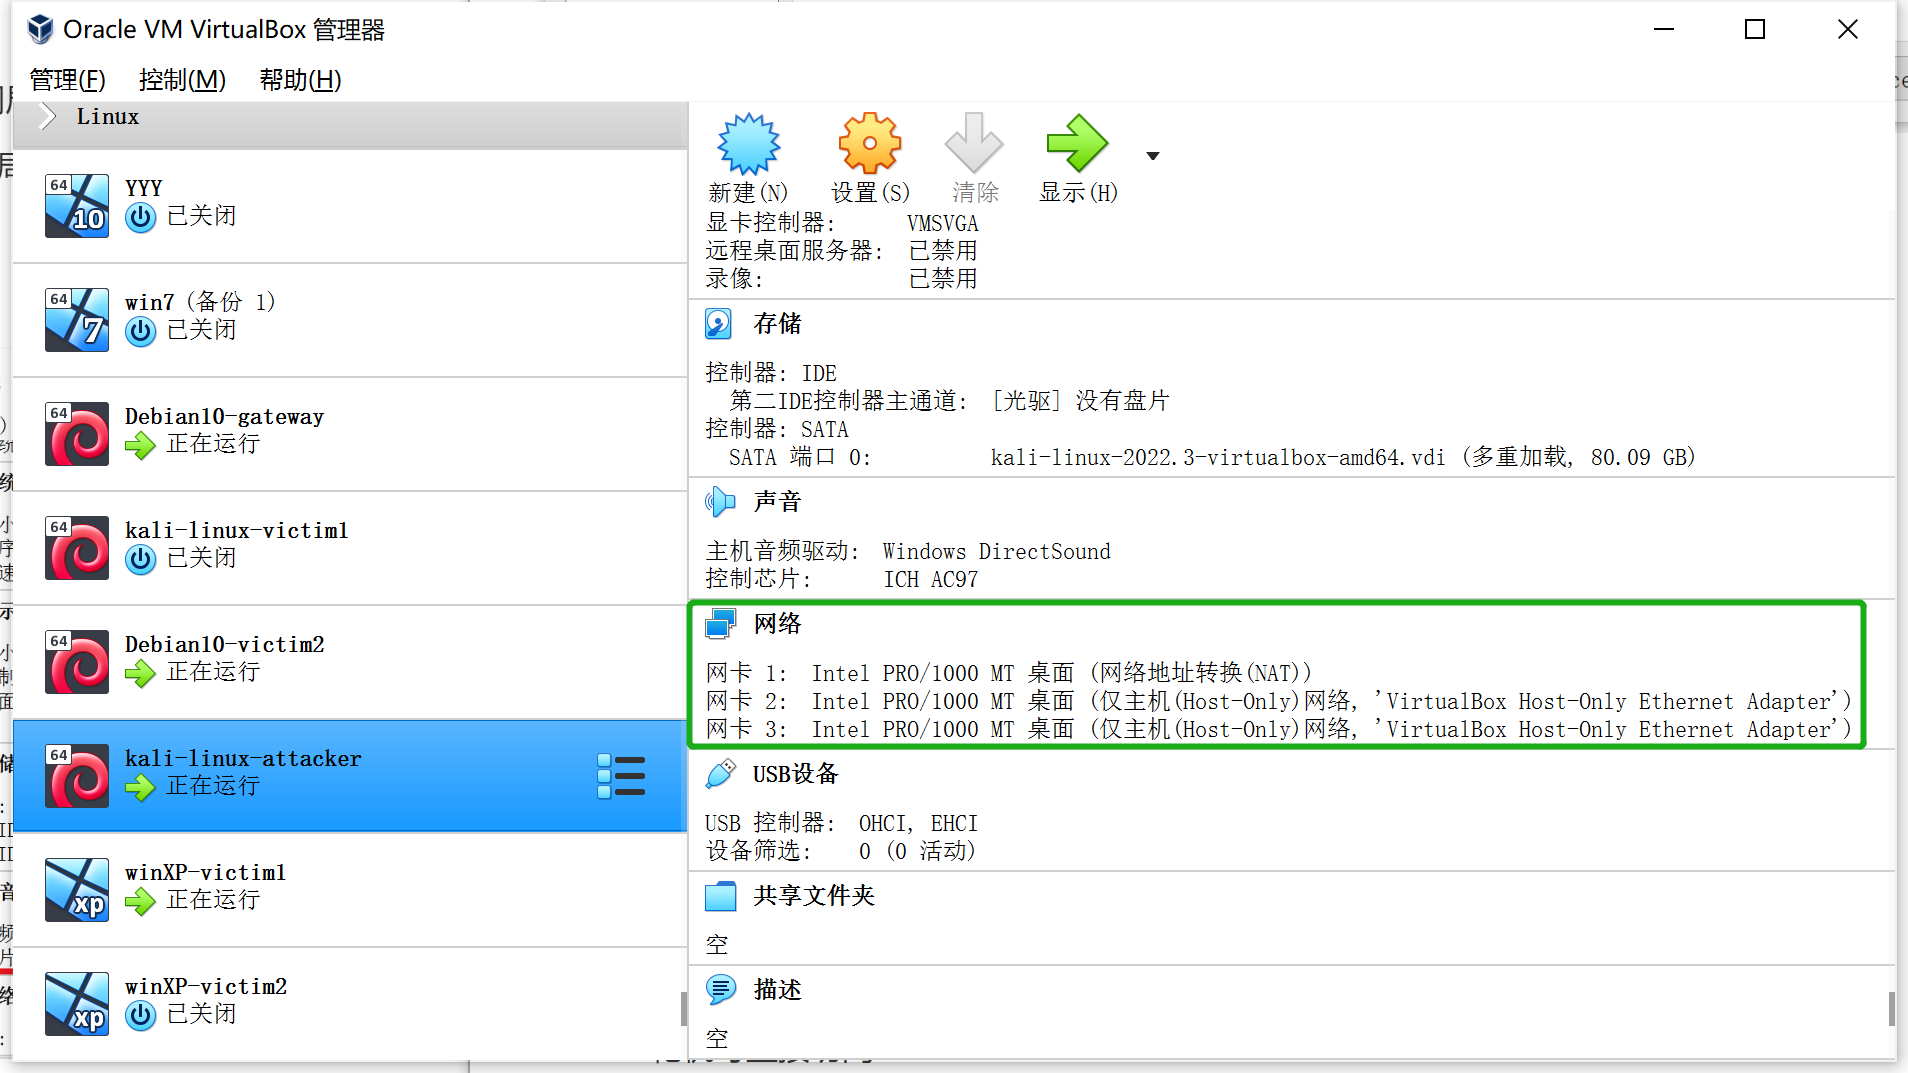 Oracle VM VirtualBox 管理器
管理(F) 控制(M) 帮助(H)
Linux
64
10
YYY
已关闭
64
7
win7 (备份 1)
已关闭
64
Debian10-gateway
正在运行
64
kali-linux-victim1
已关闭
64
Debian10-victim2
正在运行
64
kali-linux-attacker
正在运行
xp
winXP-victim1
正在运行
xp
winXP-victim2
已关闭
新建(N) 设置(S) 清除 显示(H)
显卡控制器: VMSVGA
远程桌面服务器: 已禁用
录像: 已禁用
存储
控制器: IDE
第二IDE控制器主通道: [光驱] 没有盘片
控制器: SATA
SATA 端口 0: kali-linux-2022.3-virtualbox-amd64.vdi (多重加载, 80.09 GB)
声音
主机音频驱动: Windows DirectSound
控制芯片: ICH AC97
网络
网卡 1: Intel PRO/1000 MT 桌面 (网络地址转换(NAT))
网卡 2: Intel PRO/1000 MT 桌面 (仅主机(Host-Only)网络, 'VirtualBox Host-Only Ethernet Adapter')
网卡 3: Intel PRO/1000 MT 桌面 (仅主机(Host-Only)网络, 'VirtualBox Host-Only Ethernet Adapter')
USB设备
USB 控制器: OHCI, EHCI
设备筛选: 0 (0 活动)
共享文件夹
空
描述
空